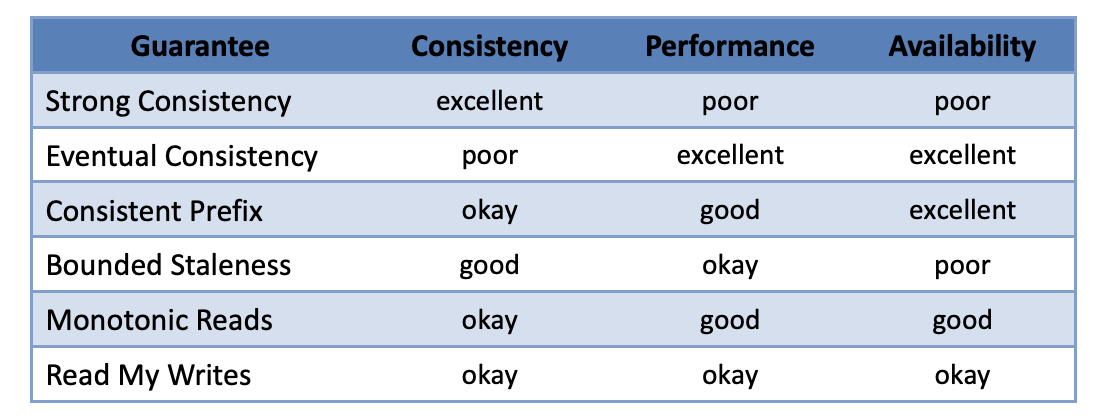 Guarantee Consistency Performance Availability
Strong Consistency excellent poor poor
Eventual Consistency poor excellent excellent
Consistent Prefix okay good excellent
Bounded Staleness good okay poor
Monotonic Reads okay good good
Read My Writes okay okay okay